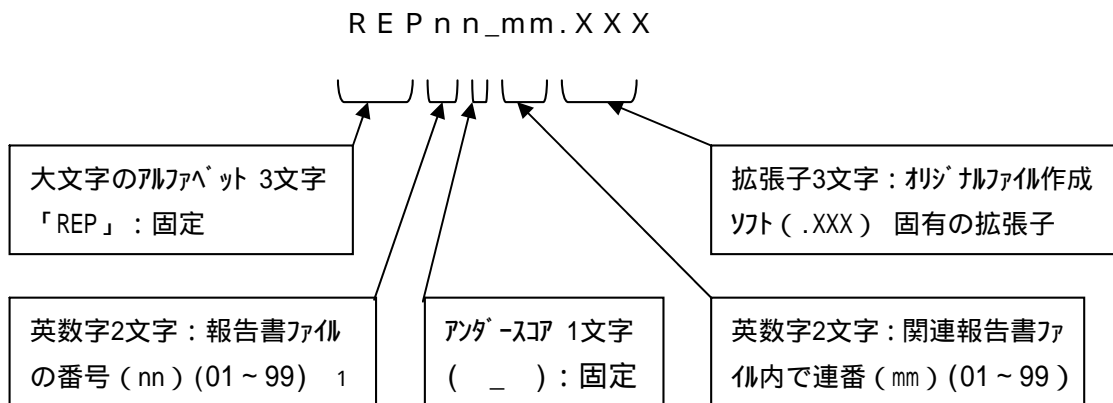 ＲＥＰｎｎ_ｍｍ.ＸＸＸ
大文字のｱﾙﾌｧﾍﾞｯﾄ 3文字
「REP」：固定
拡張子3文字：ｵﾘｼﾞﾅﾙﾌｧｲﾙ作成
ｿﾌﾄ（.XXX） 固有の拡張子
英数字2文字：報告書ﾌｧｲﾙ
の番号（nn）(01～99) 1
ｱﾝﾀﾞｰｽｺｱ 1文字
（ _ ）：固定
英数字2文字：関連報告書ﾌｧ
ｲﾙ内で連番（mm）(01～99）